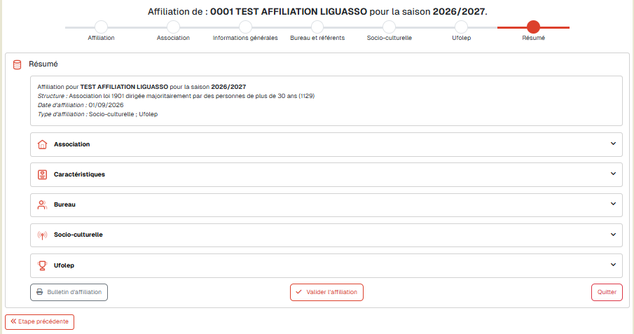 Affiliation de : 0001 TEST AFFILIATION LIGUASSO pour la saison 2026/2027.
Affiliation Association Informations générales Bureau et référents Socio-culturelle Ufolep Résumé
Résumé
Affiliation pour TEST AFFILIATION LIGUASSO pour la saison 2026/2027
Structure : Association loi 1901 dirigée majoritairement par des personnes de plus de 30 ans (1129)
Date d'affiliation : 01/09/2026
Type d'affiliation : Socio-culturelle ; Ufolep
Association
Caractéristiques
Bureau
Socio-culturelle
Ufolep
Bulletin d'affiliation Valider l'affiliation Quitter
Etape précédente